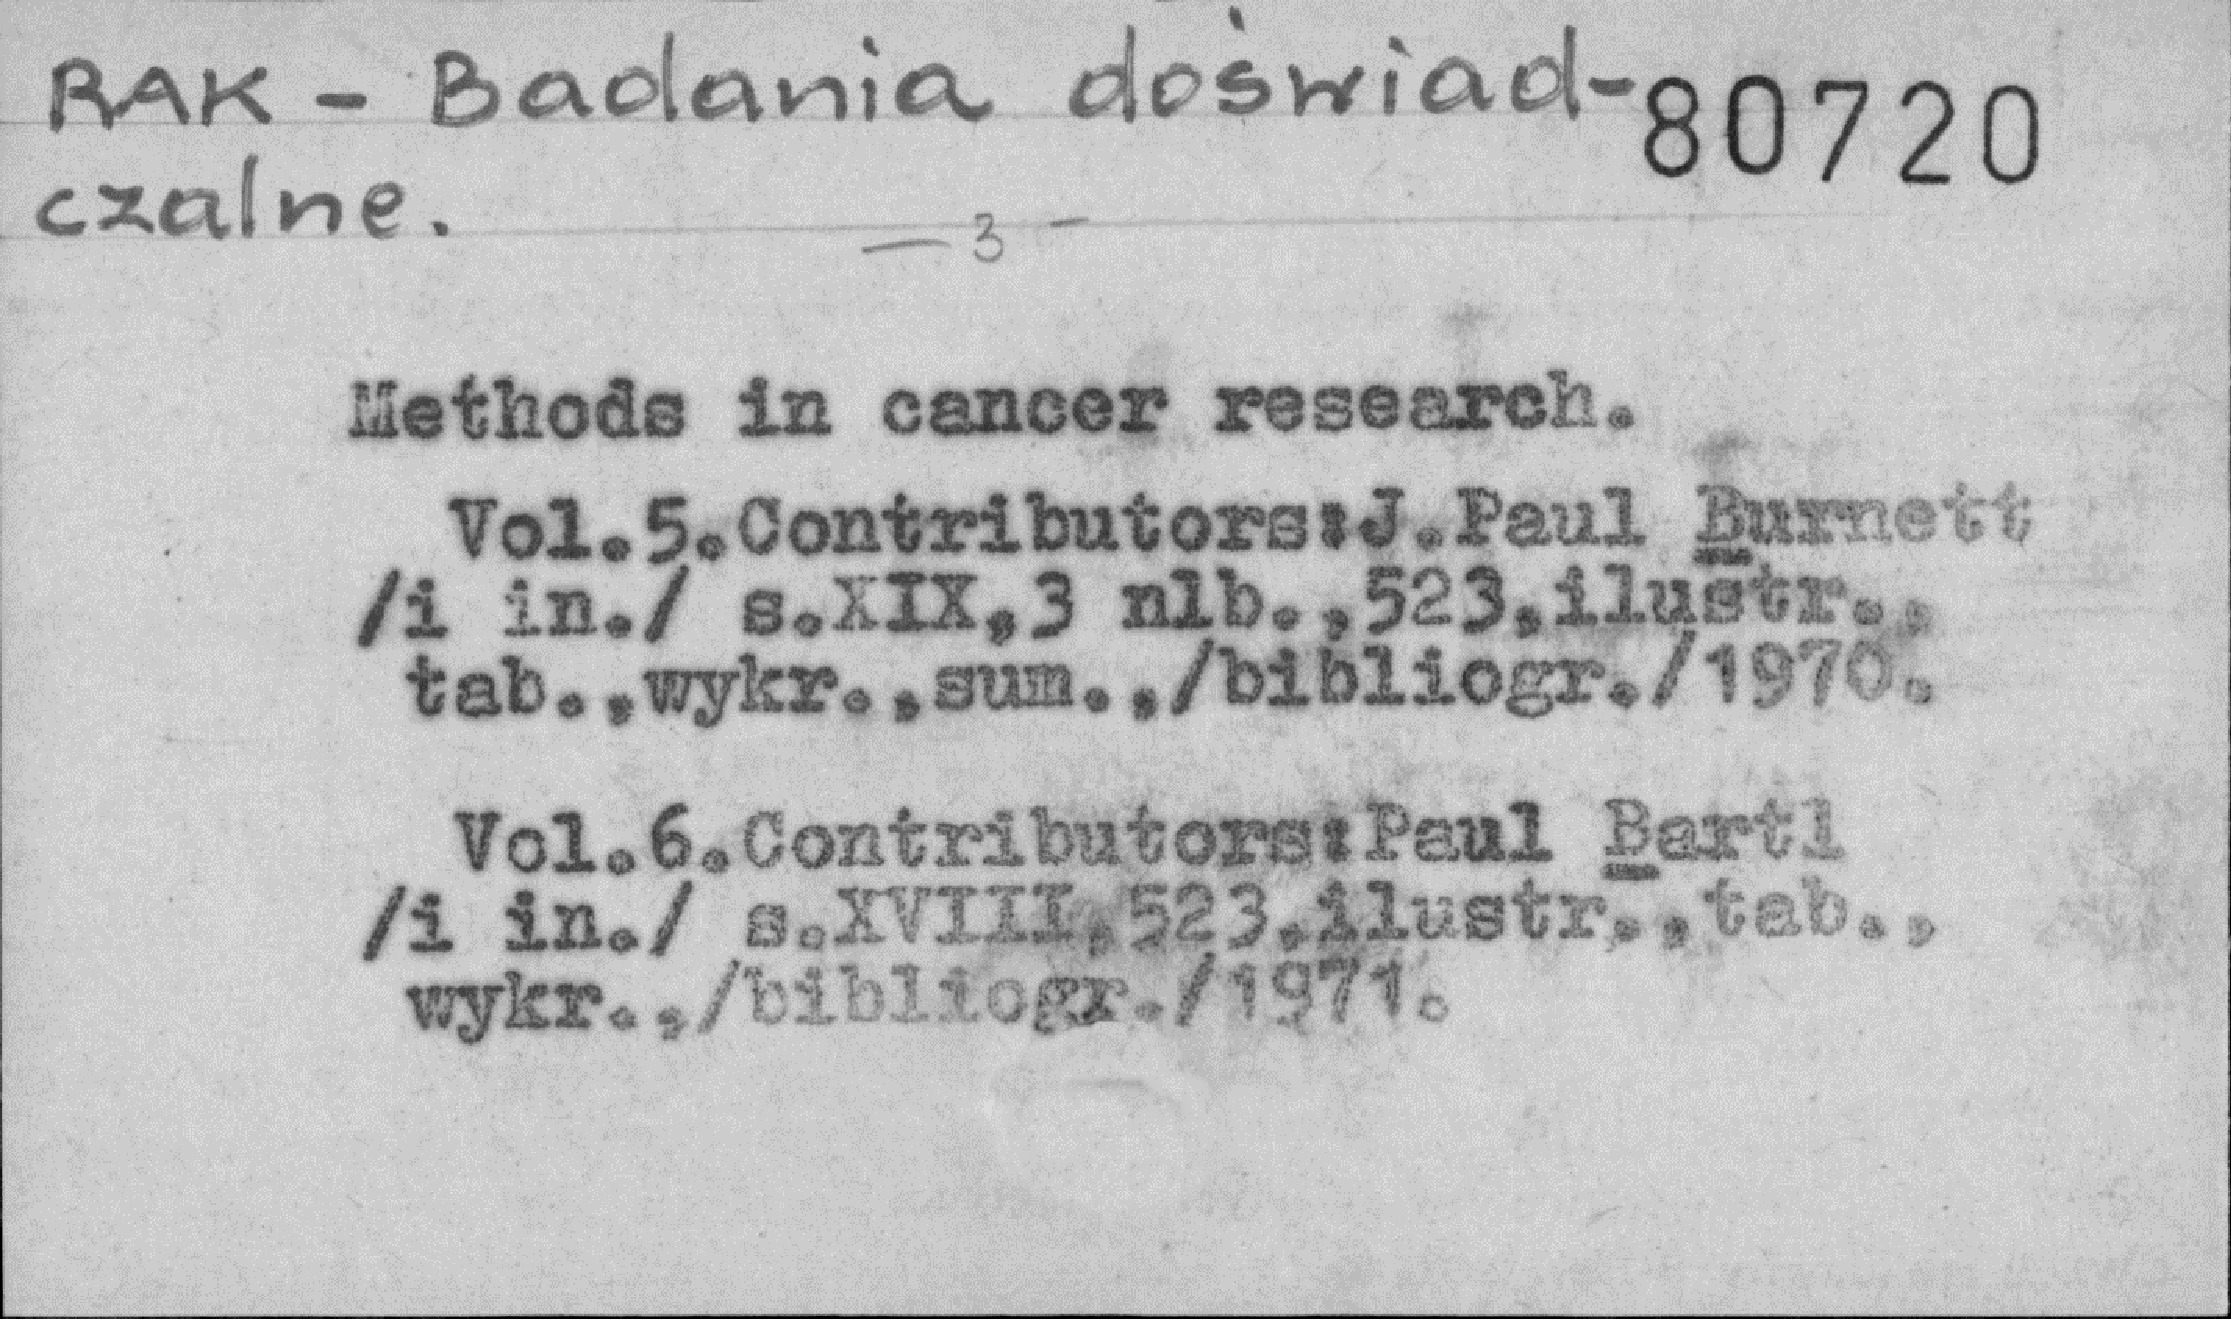 RAK - Badania doświad-
80720
czalne.
— 3 —
Methods in cancer research.
Vol.5.Contributors:J.Paul Burnett
/i in./ s.XIX,3 nlb.,523,ilustr.,
tab.,wykr.,sum.,/bibliogr./1970.
Vol.6.Contributors:Paul Bartl
/i in./ s.XVIII,523,ilustr.,tab.,
wykr.,/bibliogr./1971.